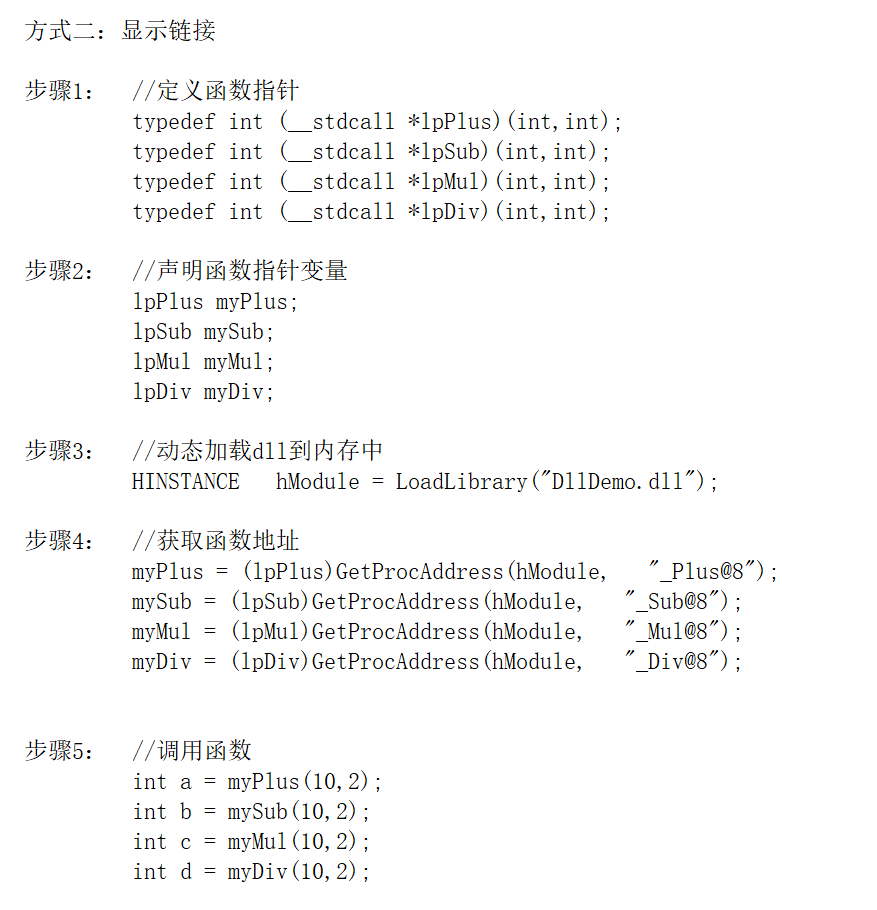 方式二：显示链接
步骤1： //定义函数指针
typedef int (__stdcall *lpPlus)(int,int);
typedef int (__stdcall *lpSub)(int,int);
typedef int (__stdcall *lpMul)(int,int);
typedef int (__stdcall *lpDiv)(int,int);
步骤2： //声明函数指针变量
lpPlus myPlus;
lpSub mySub;
lpMul myMul;
lpDiv myDiv;
步骤3： //动态加载dll到内存中
HINSTANCE   hModule = LoadLibrary("DllDemo.dll");
步骤4： //获取函数地址
myPlus = (lpPlus)GetProcAddress(hModule,   "_Plus@8");
mySub = (lpSub)GetProcAddress(hModule,   "_Sub@8");
myMul = (lpMul)GetProcAddress(hModule,   "_Mul@8");
myDiv = (lpDiv)GetProcAddress(hModule,   "_Div@8");
步骤5： //调用函数
int a = myPlus(10,2);
int b = mySub(10,2);
int c = myMul(10,2);
int d = myDiv(10,2);